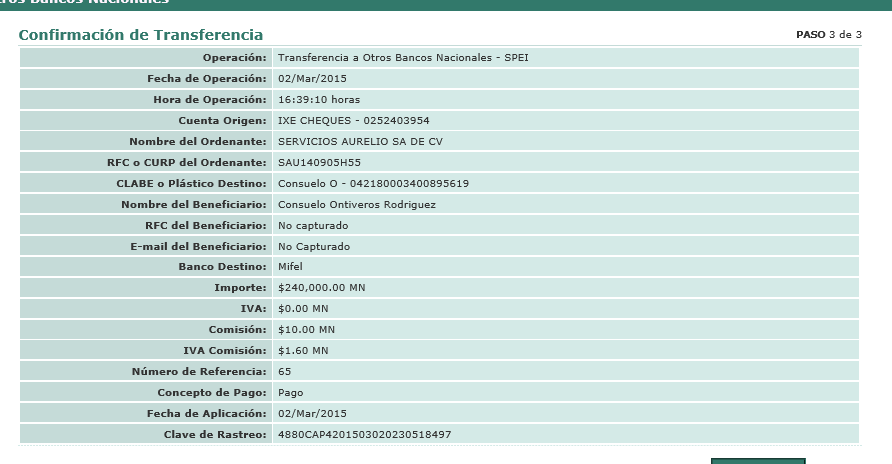 Confirmación de Transferencia PASO 3 de 3
Operación: Transferencia a Otros Bancos Nacionales - SPEI
Fecha de Operación: 02/Mar/2015
Hora de Operación: 16:39:10 horas
Cuenta Origen: IXE CHEQUES - 0252403954
Nombre del Ordenante: SERVICIOS AURELIO SA DE CV
RFC o CURP del Ordenante: SAU140905H55
CLABE o Plástico Destino: Consuelo O - 042180003400895619
Nombre del Beneficiario: Consuelo Ontiveros Rodriguez
RFC del Beneficiario: No capturado
E-mail del Beneficiario: No Capturado
Banco Destino: Mifel
Importe: $240,000.00 MN
IVA: $0.00 MN
Comisión: $10.00 MN
IVA Comisión: $1.60 MN
Número de Referencia: 65
Concepto de Pago: Pago
Fecha de Aplicación: 02/Mar/2015
Clave de Rastreo: 4880CAP4201503020230518497